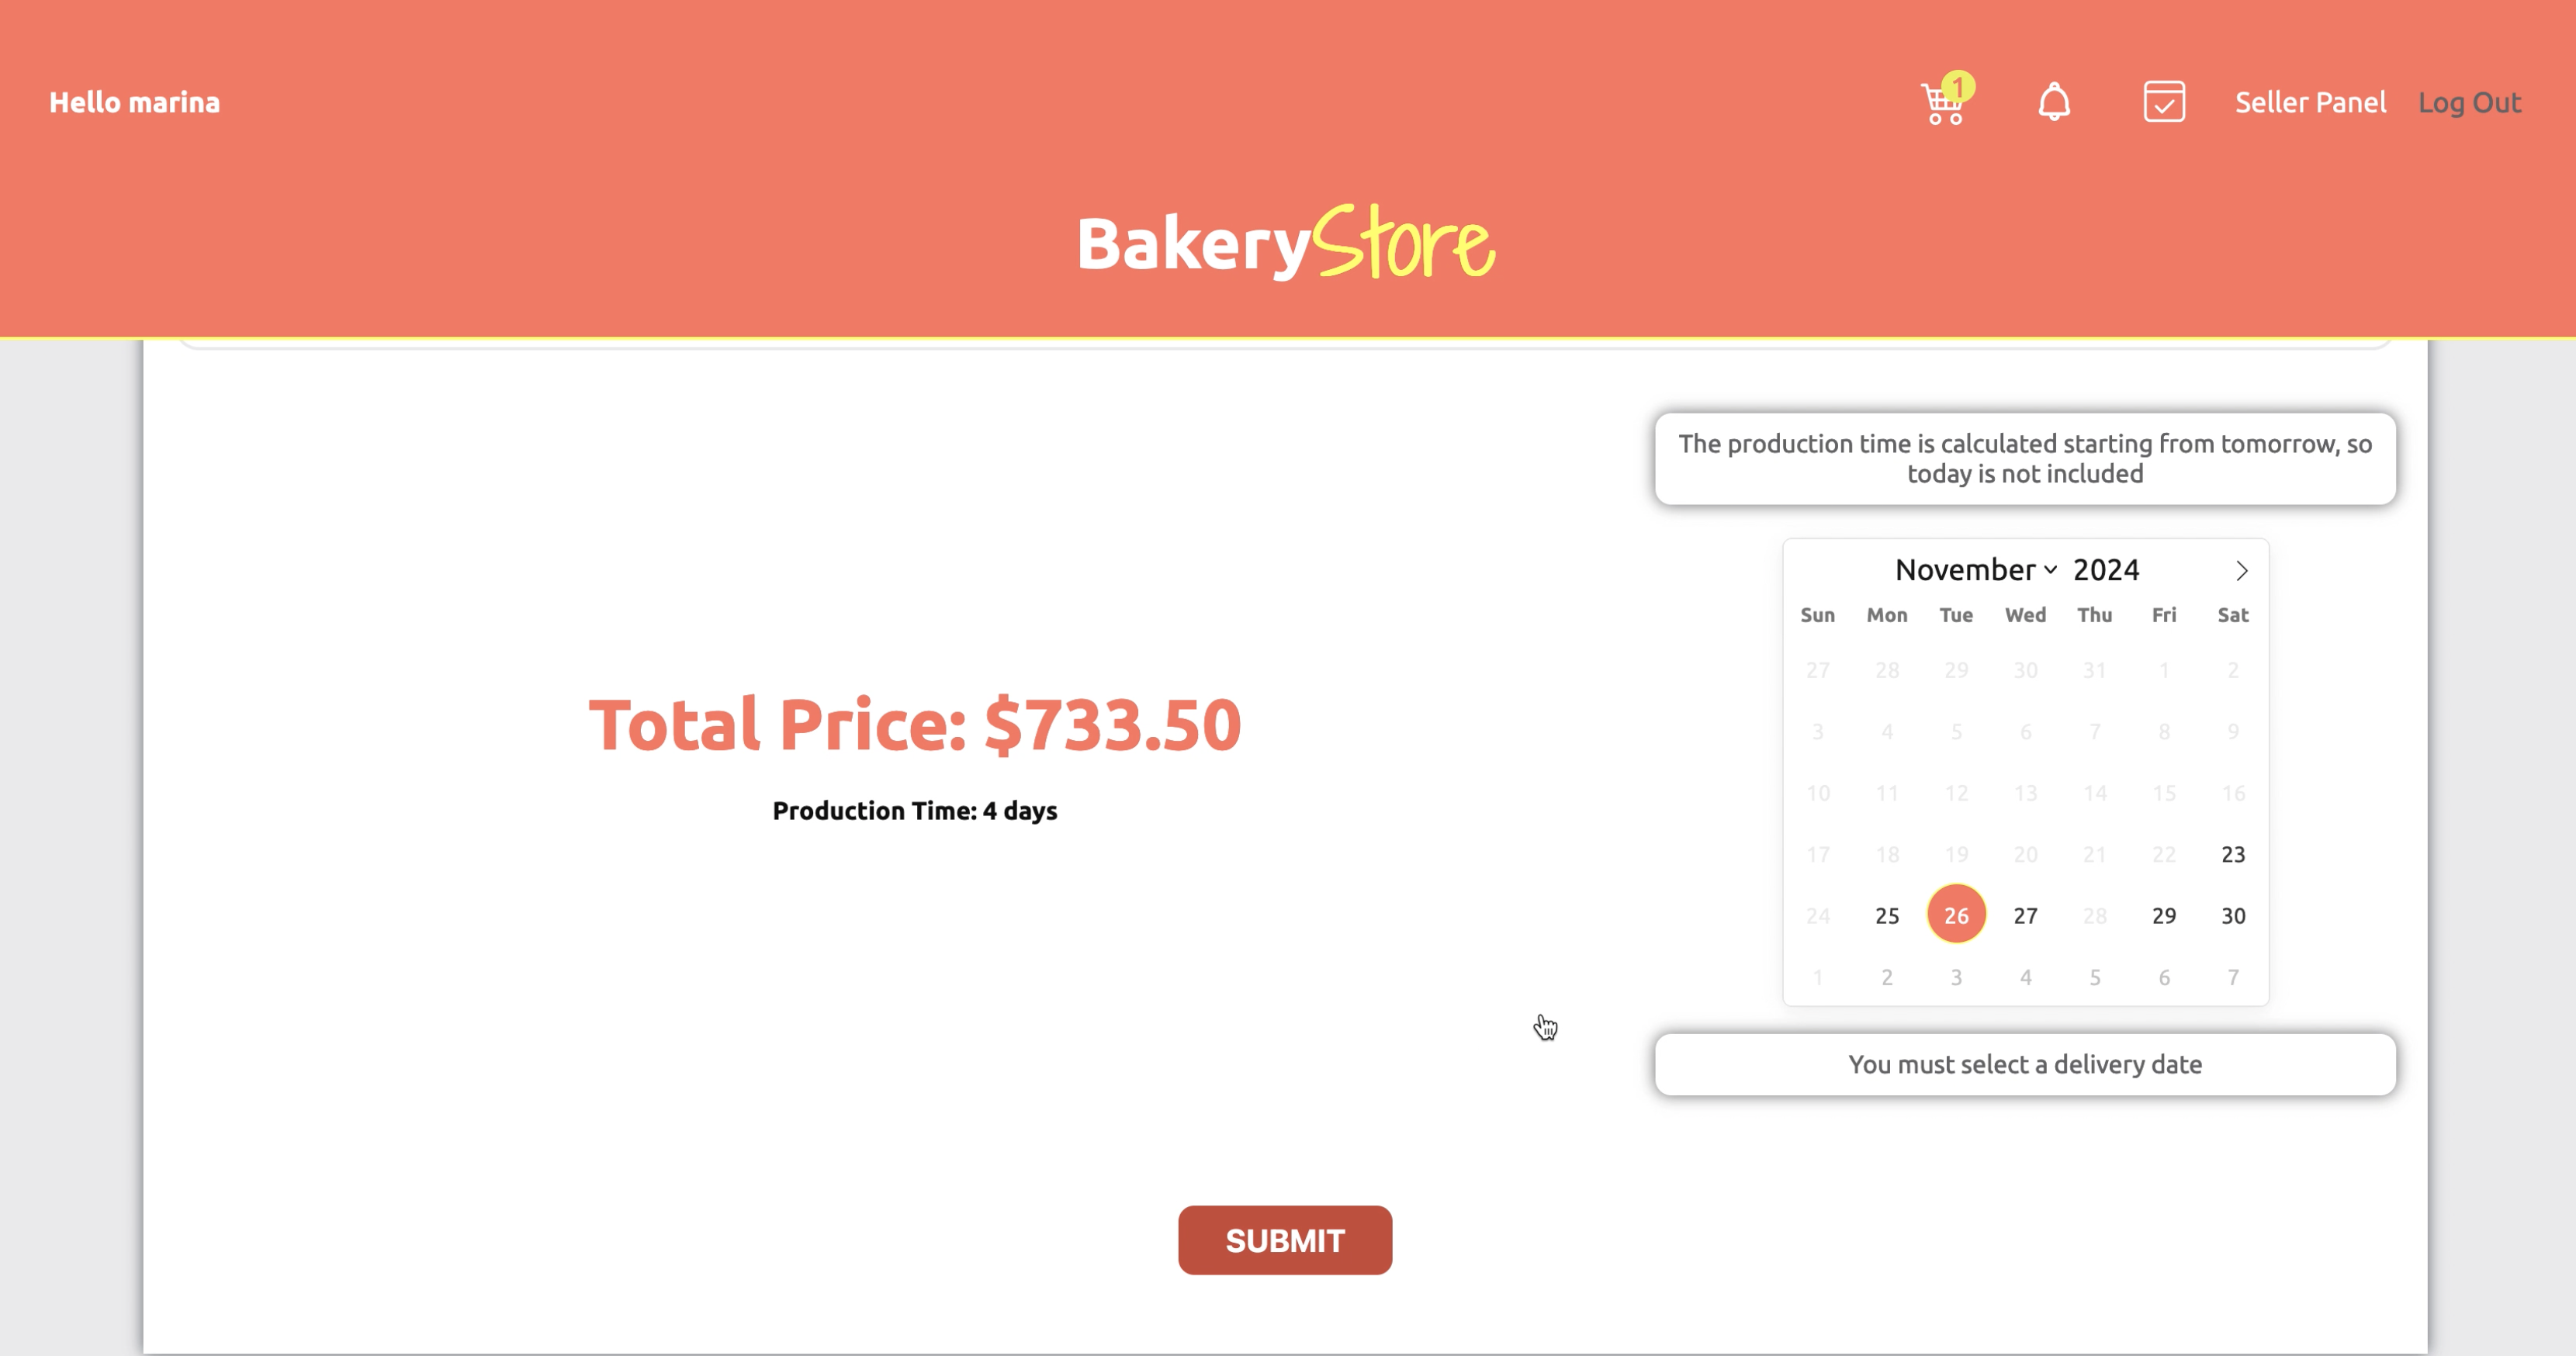 Hello marina
1
Seller Panel
Log Out
BakeryStore
The production time is calculated starting from tomorrow, so
today is not included
November 2024
Sun Mon Tue Wed Thu Fri Sat
27 28 29 30 31 1 2
3 4 5 6 7 8 9
10 11 12 13 14 15 16
17 18 19 20 21 22 23
24 25 26 27 28 29 30
1 2 3 4 5 6 7
Total Price: $733.50
Production Time: 4 days
You must select a delivery date
SUBMIT